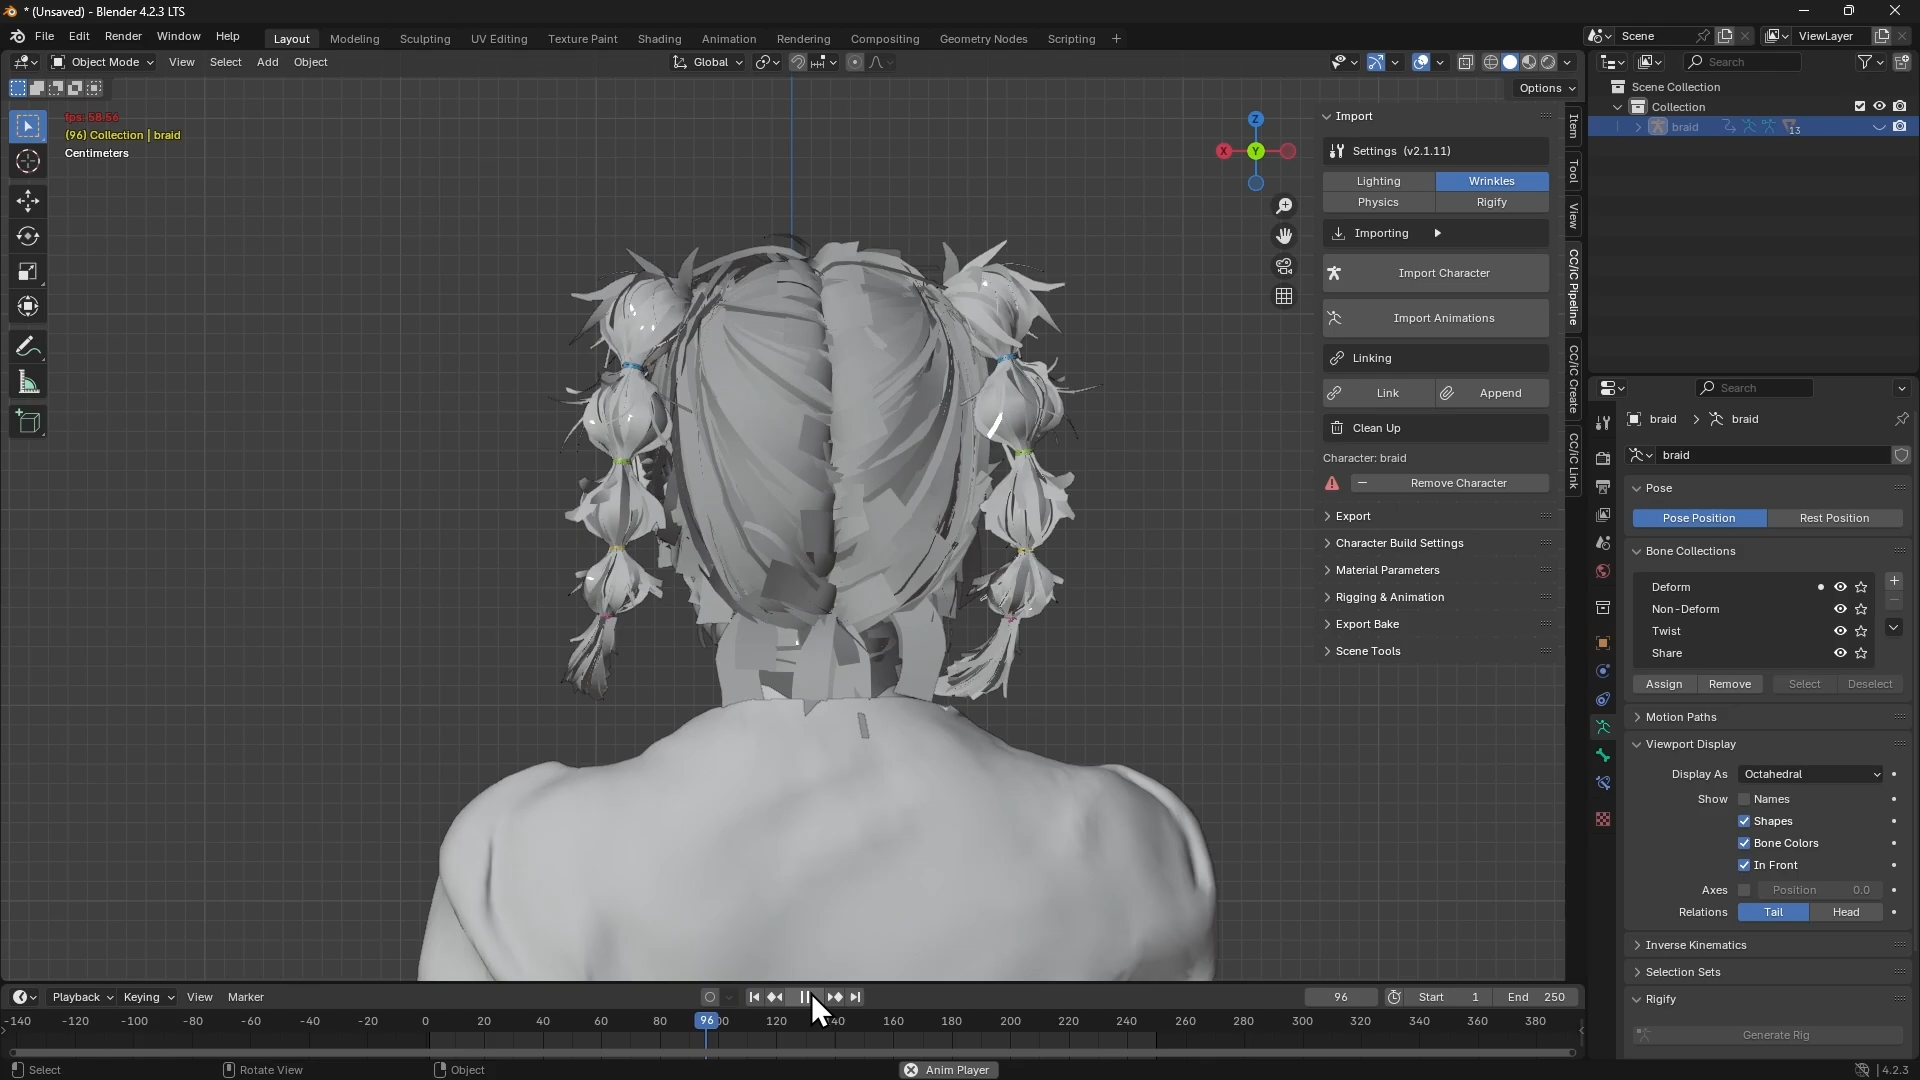 * (Unsaved) - Blender 4.2.3 LTS
File Edit Render Window Help
Layout Modeling Sculpting UV Editing Texture Paint Shading Animation Rendering Compositing Geometry Nodes Scripting +
Scene
ViewLayer
Object Mode View Select Add Object
Global
Options
fps: 58.56
(96) Collection | braid
Centimeters
Z
X
Y
Import
Settings (v2.1.11)
Lighting Wrinkles
Physics Rigify
Importing
Import Character
Import Animations
Linking
Link Append
Clean Up
Character: braid
Remove Character
Export
Character Build Settings
Material Parameters
Rigging & Animation
Export Bake
Scene Tools
Item
Tool
View
CC/iC Pipeline
CC/iC Create
CC/iC Link
Search
Scene Collection
Collection
braid 13
Search
braid > braid
braid
Pose
Pose Position Rest Position
Bone Collections
Deform
Non-Deform
Twist
Share
Assign Remove Select Deselect
Motion Paths
Viewport Display
Display As Octahedral
Show Names
Shapes
Bone Colors
In Front
Axes Position 0.0
Relations Tail Head
Inverse Kinematics
Selection Sets
Rigify
Generate Rig
Playback Keying View Marker
96 Start 1 End 250
-140 -120 -100 -80 -60 -40 -20 0 20 40 60 80 96 120 160 180 200 220 240 260 280 300 320 340 360 380
Select Rotate View Object Anim Player 4.2.3